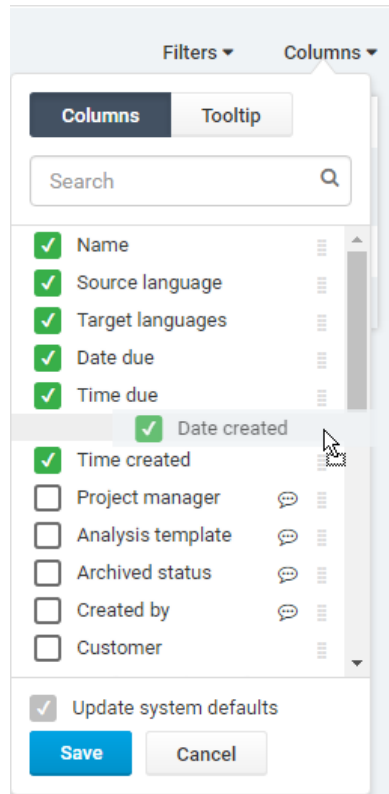 Filters Columns
Columns Tooltip
Search
Name
Source language
Target languages
Date due
Time due
Date created
Time created
Project manager
Analysis template
Archived status
Created by
Customer
Update system defaults
Save Cancel